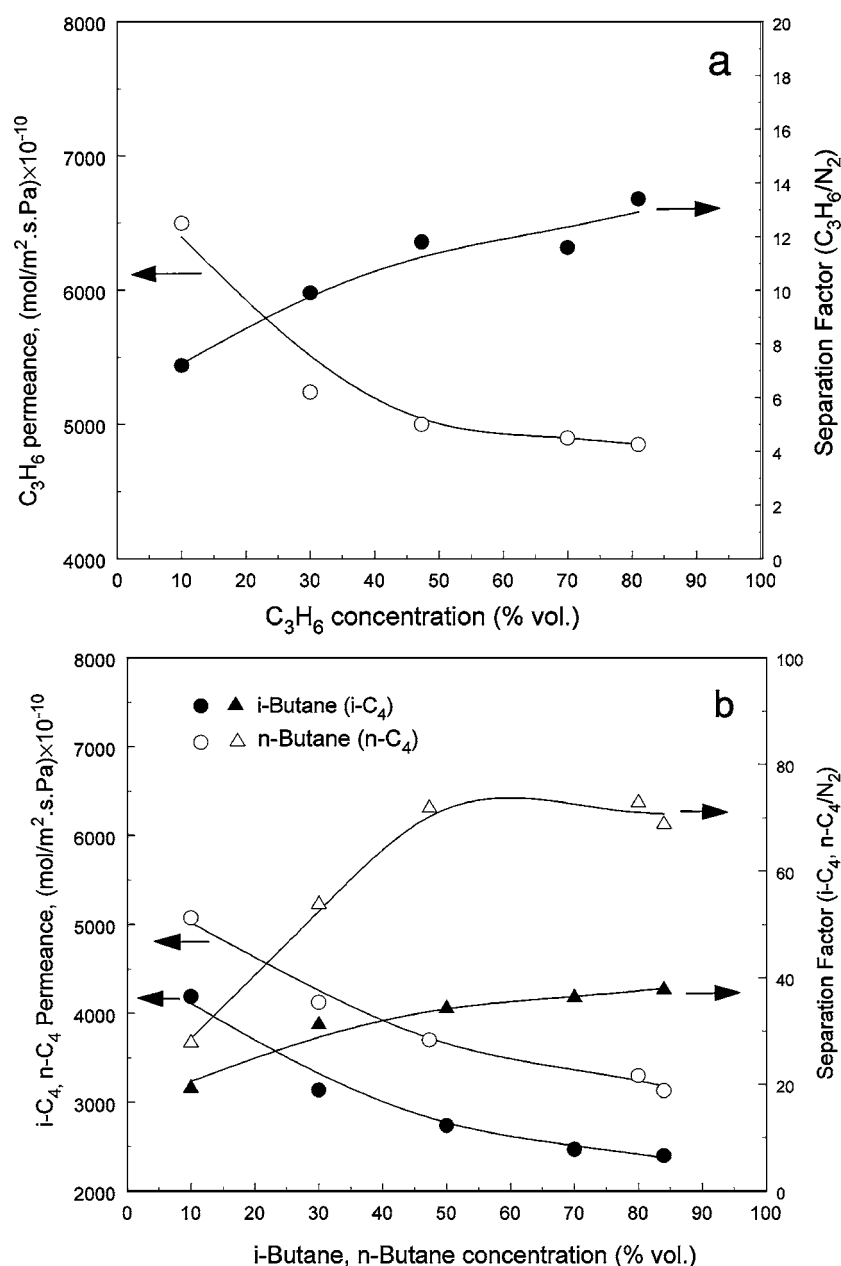 a
C₃H₆ permeance, (mol/m².s.Pa)×10⁻¹⁰
8000
7000
6000
5000
4000
Separation Factor (C₃H₆/N₂)
20
18
16
14
12
10
8
6
4
2
0
0 10 20 30 40 50 60 70 80 90 100
C₃H₆ concentration (% vol.)
b
i-Butane (i-C₄)
n-Butane (n-C₄)
i-C₄, n-C₄ Permeance, (mol/m².s.Pa)×10⁻¹⁰
8000
7000
6000
5000
4000
3000
2000
Separation Factor (i-C₄, n-C₄/N₂)
100
80
60
40
20
0
0 10 20 30 40 50 60 70 80 90 100
i-Butane, n-Butane concentration (% vol.)